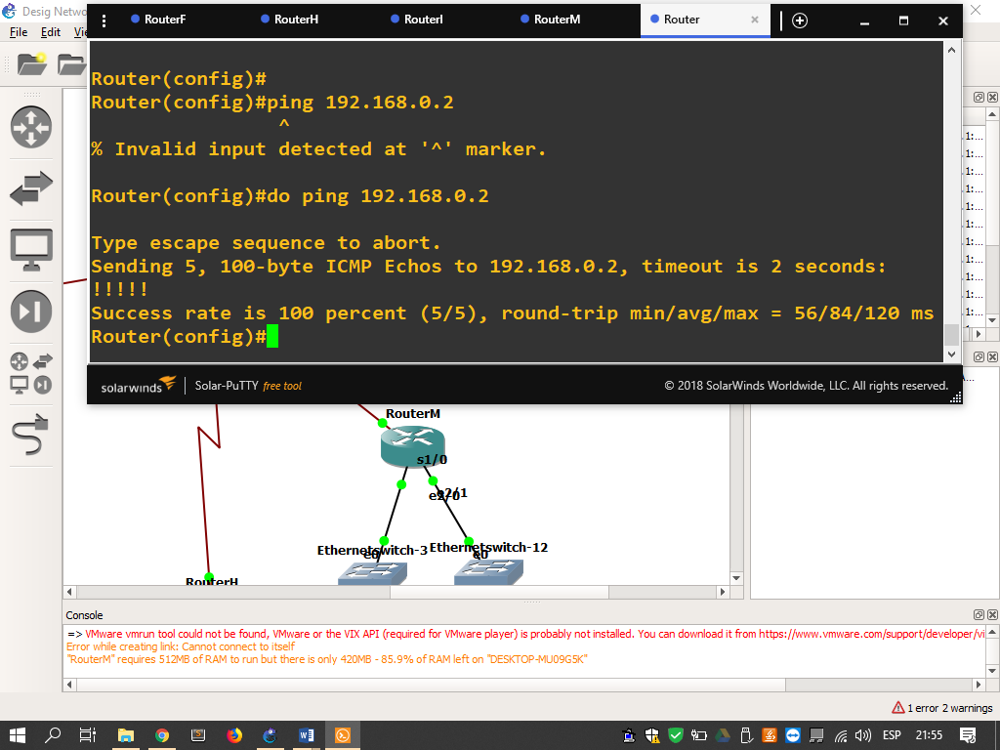 Desig Netwo
RouterF
RouterH
RouterI
RouterM
Router
File Edit Vie
Router(config)#
Router(config)#ping 192.168.0.2
^
% Invalid input detected at '^' marker.
Router(config)#do ping 192.168.0.2
Type escape sequence to abort.
Sending 5, 100-byte ICMP Echos to 192.168.0.2, timeout is 2 seconds:
!!!!!
Success rate is 100 percent (5/5), round-trip min/avg/max = 56/84/120 ms
Router(config)#
solarwinds
Solar-PuTTY free tool
© 2018 SolarWinds Worldwide, LLC. All rights reserved.
RouterM
s1/0
e2/0
e2/1
Ethernetswitch-3
Ethernetswitch-12
e0
e0
RouterH
Console
=> VMware vmrun tool could not be found, VMware or the VIX API (required for VMware player) is probably not installed. You can download it from https://www.vmware.com/support/developer/vi
Error while creating link: Cannot connect to itself
"RouterM" requires 512MB of RAM to run but there is only 420MB - 85.9% of RAM left on "DESKTOP-MU09G5K"
1 error 2 warnings
ESP
21:55